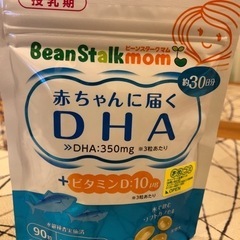 授乳期
ビーンスタークマム
BeanStalkmom
約30日分
赤ちゃんに届く
DHA
≫DHA:350mg ※3粒あたり
+ビタミンD:10μg
※3粒あたり
OPEN
90粒